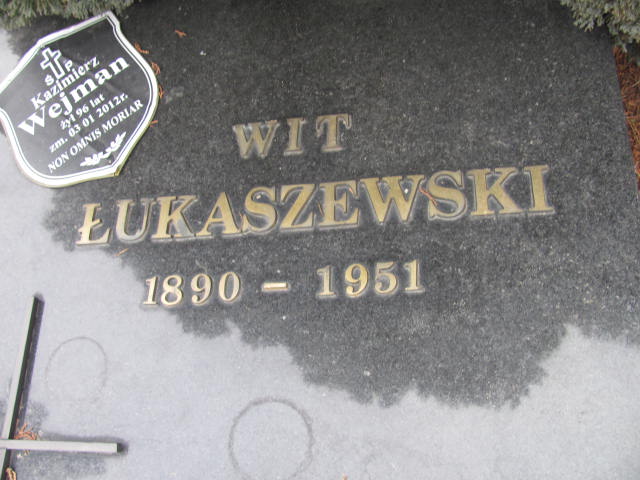 Ś P
Kazimierz
Wejman
żył 96 lat
zm. 03 01 2012r.
NON OMNIS MORIAR
WIT
ŁUKASZEWSKI
1890 - 1951